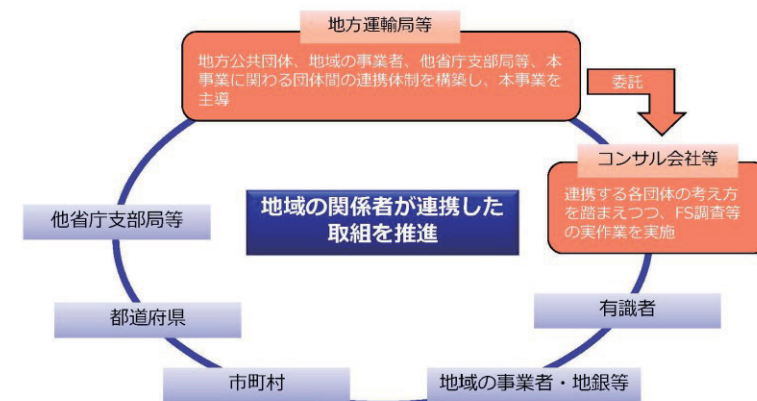 地方運輸局等
地方公共団体、地域の事業者、他省庁支部局等、本
事業に関わる団体間の連携体制を構築し、本事業を
主導
委託
コンサル会社等
連携する各団体の考え方
を踏まえつつ、FS調査等
の実作業を実施
地域の関係者が連携した
取組を推進
他省庁支部局等
都道府県
市町村
地域の事業者・地銀等
有識者